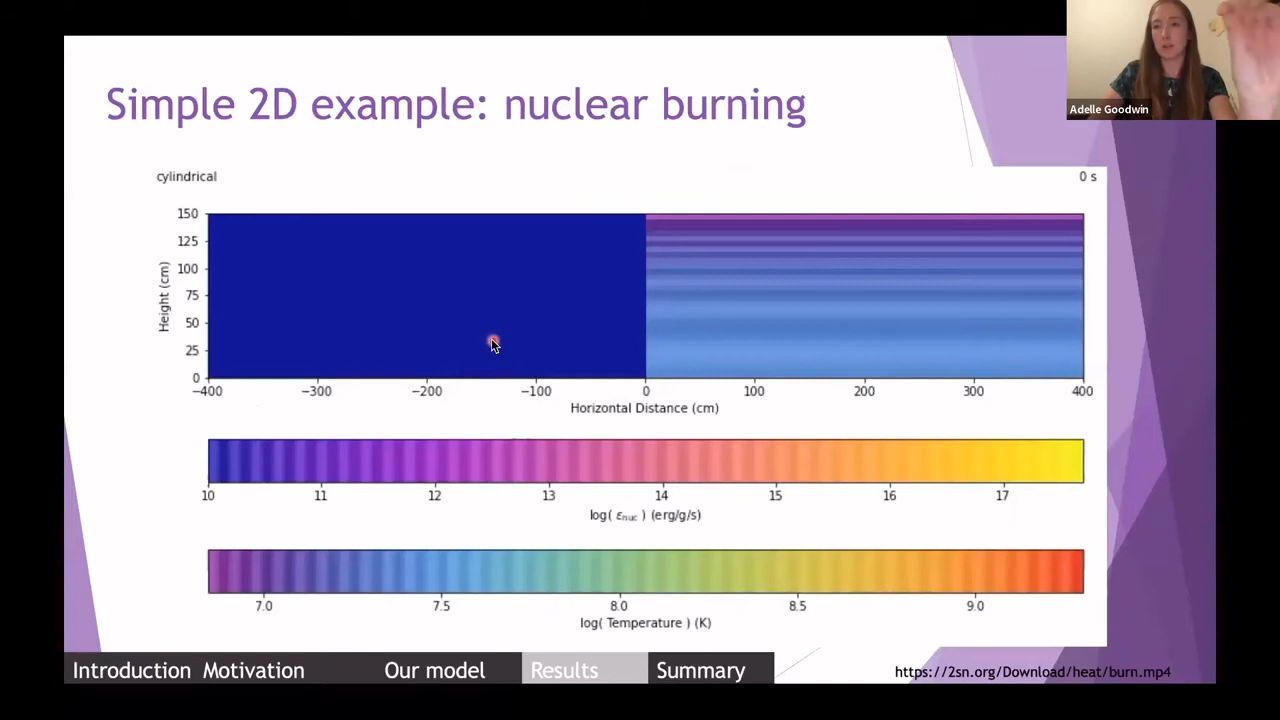 Adelle Goodwin
Simple 2D example: nuclear burning
cylindrical
0 s
150
125
100
75
50
25
0
Height (cm)
−400 −300 −200 −100 0 100 200 300 400
Horizontal Distance (cm)
10 11 12 13 14 15 16 17
log( εnuc ) (erg/g/s)
7.0 7.5 8.0 8.5 9.0
log( Temperature ) (K)
Introduction Motivation Our model Results Summary
https://2sn.org/Download/heat/burn.mp4